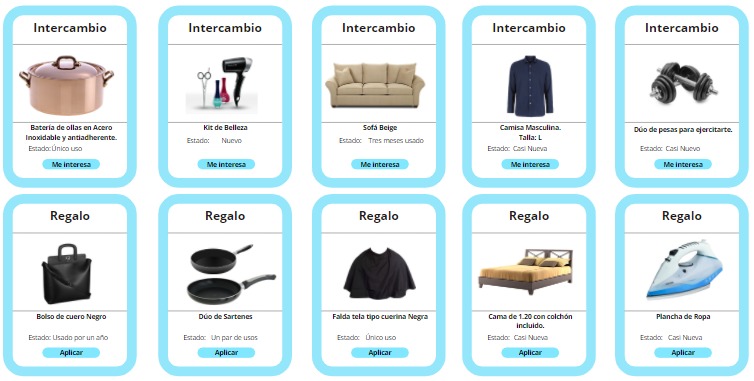 Intercambio
Batería de ollas en Acero
Inoxidable y antiadherente.
Estado: Único uso
Me interesa
Intercambio
Kit de Belleza
Estado: Nuevo
Me interesa
Intercambio
Sofá Beige
Estado: Tres meses usado
Me interesa
Intercambio
Camisa Masculina.
Talla: L
Estado: Casi Nueva
Me interesa
Intercambio
Dúo de pesas para ejercitarte.
Estado: Casi Nuevo
Me interesa
Regalo
Bolso de cuero Negro
Estado: Usado por un año
Aplicar
Regalo
Dúo de Sartenes
Estado: Un par de usos
Aplicar
Regalo
Falda tela tipo cuerina Negra
Estado: Único uso
Aplicar
Regalo
Cama de 1.20 con colchón
incluido.
Estado: Casi Nueva
Aplicar
Regalo
Plancha de Ropa
Estado: Casi Nueva
Aplicar